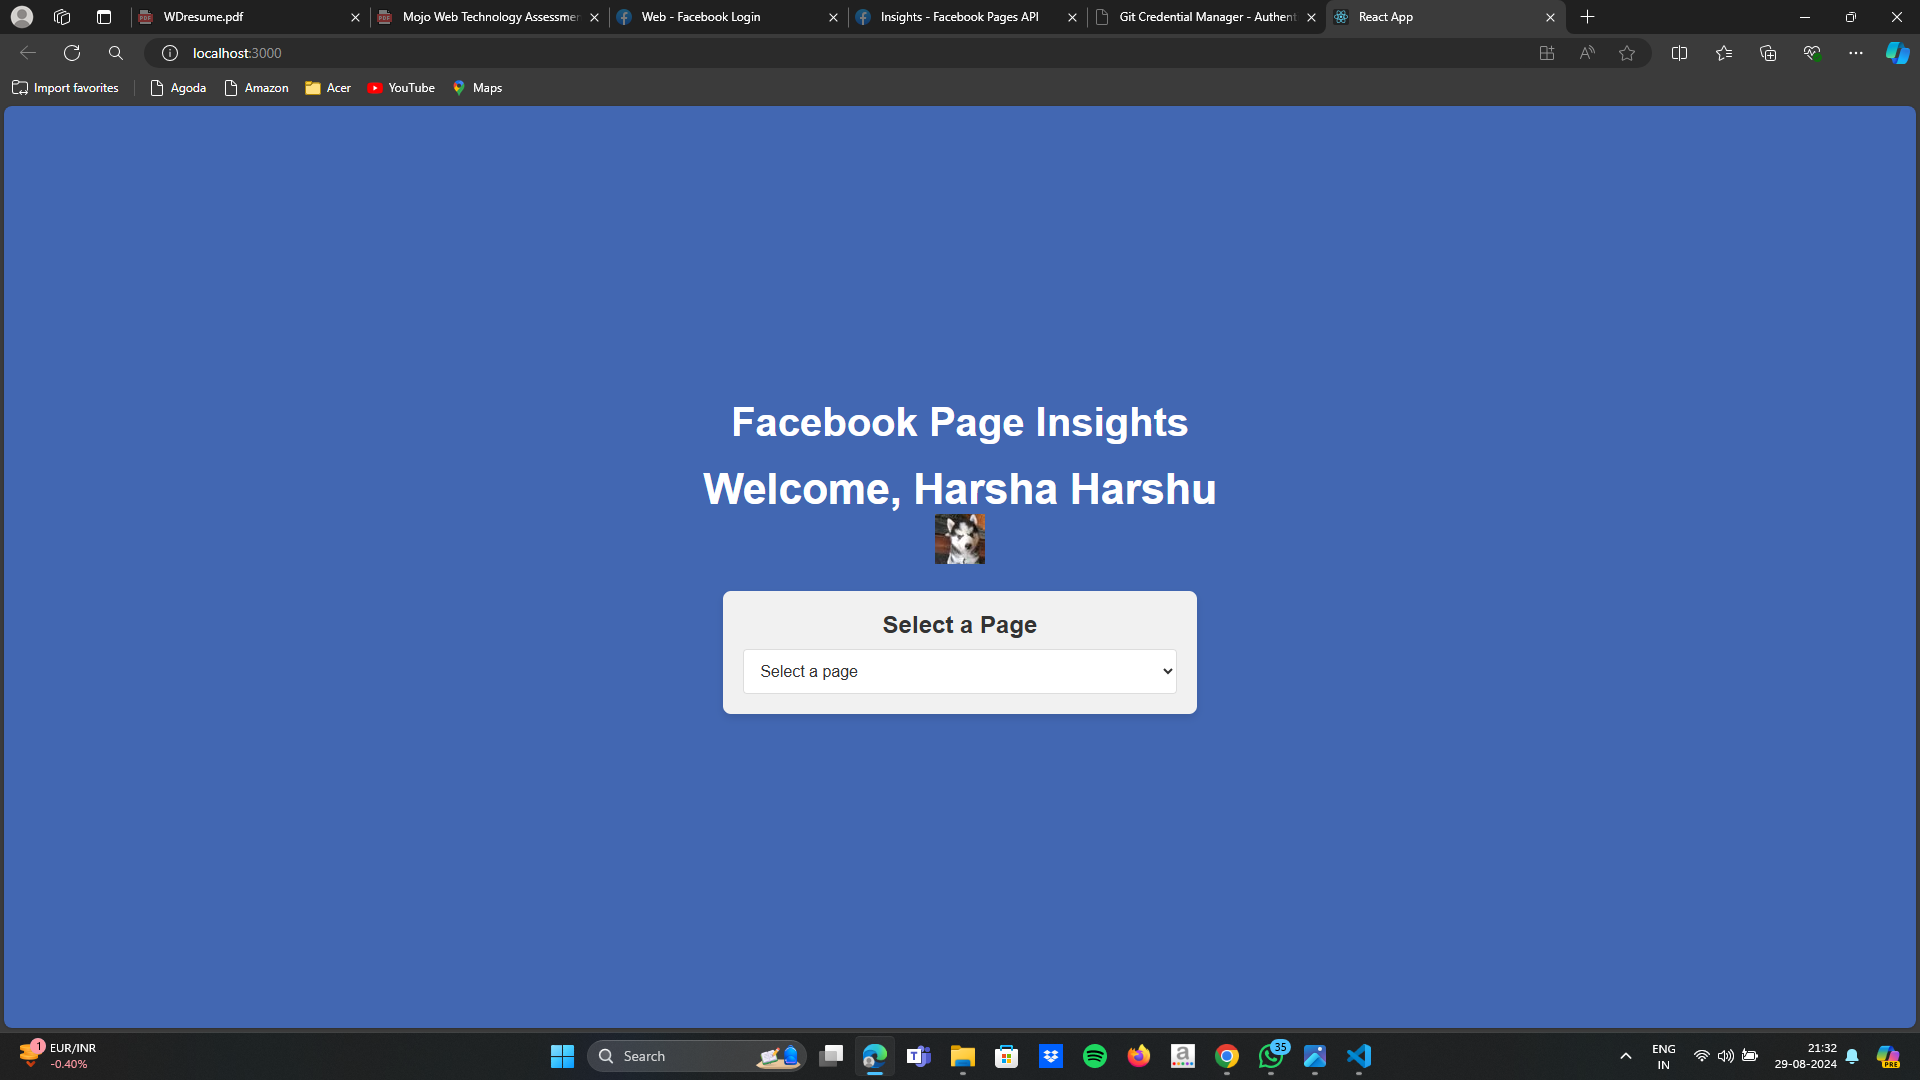 WDresume.pdf
Mojo Web Technology Assessmen
Web - Facebook Login
Insights - Facebook Pages API
Git Credential Manager - Authent
React App
localhost:3000
Import favorites
Agoda
Amazon
Acer
YouTube
Maps
Facebook Page Insights
Welcome, Harsha Harshu
Select a Page
Select a page
1
EUR/INR
-0.40%
Search
35
ENG
IN
21:32
29-08-2024
PRE